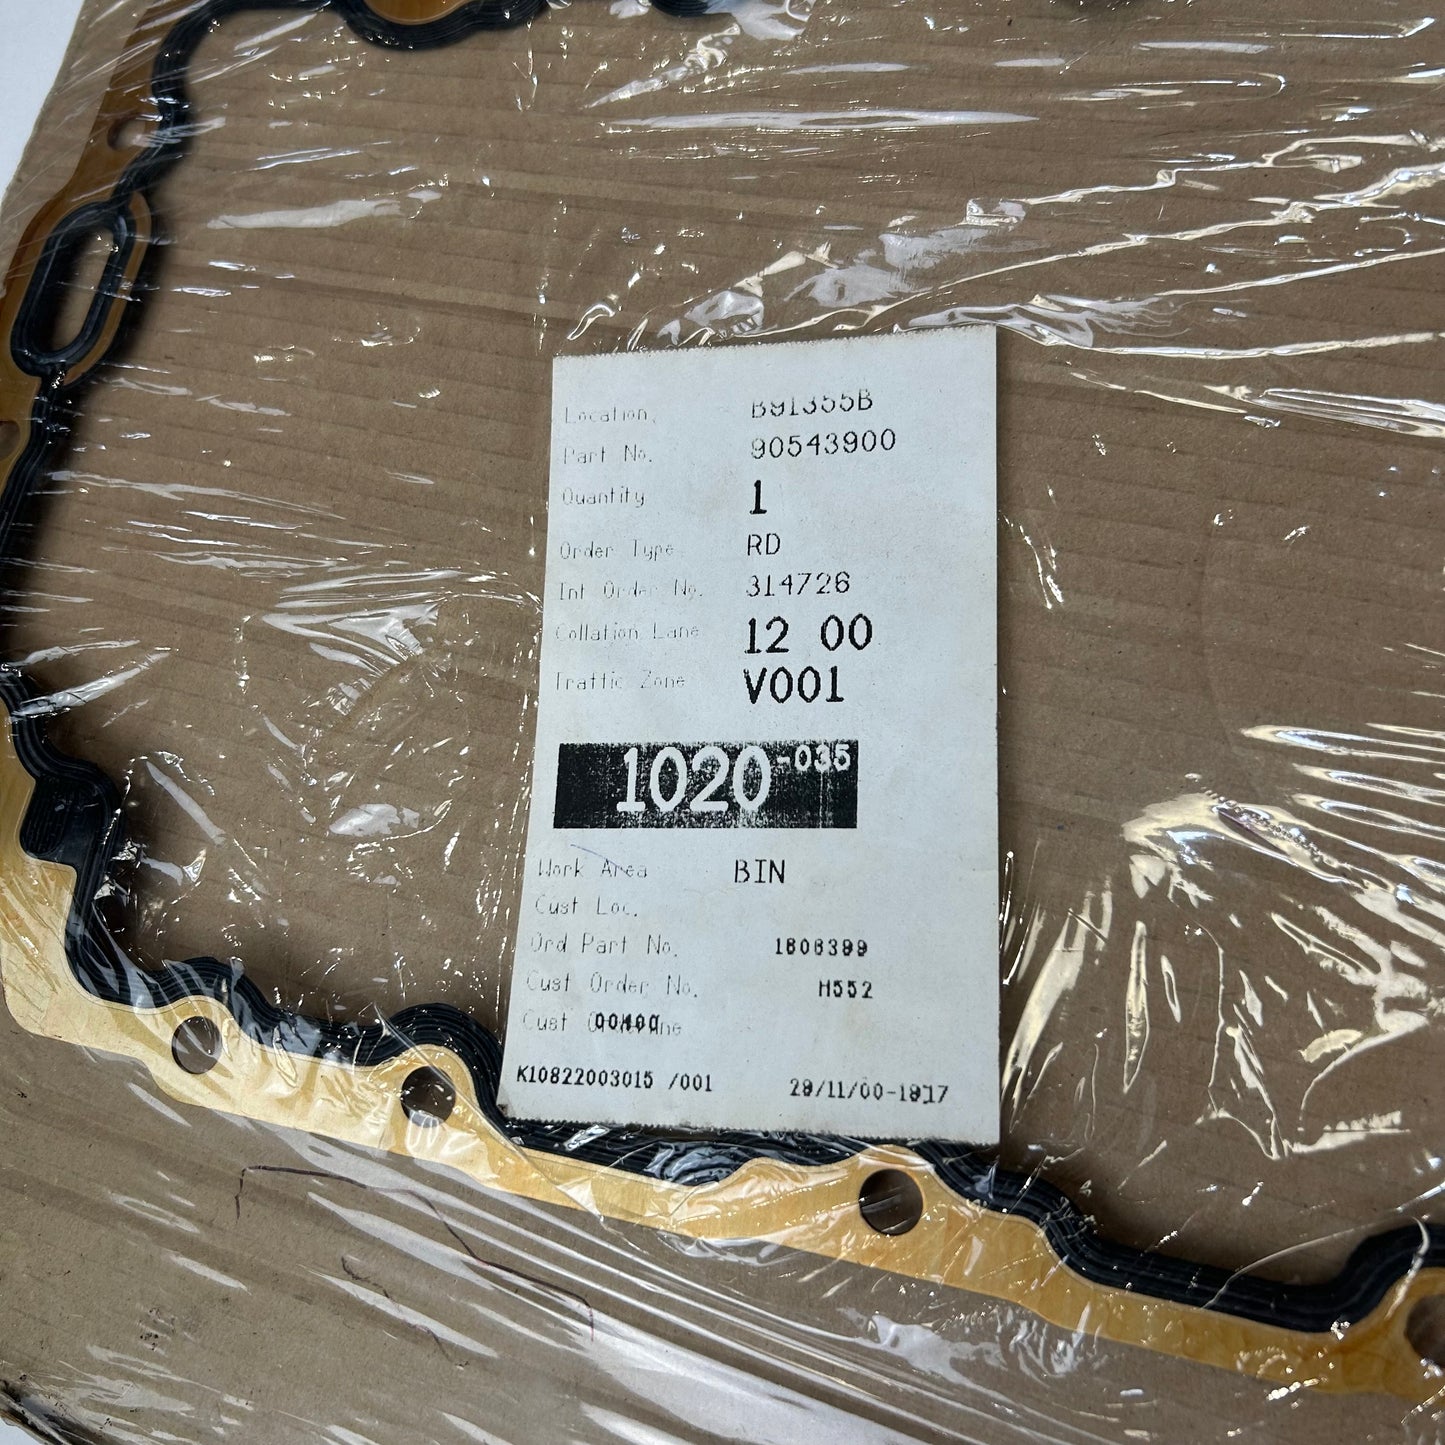 Location. B91355B
Part No. 90543900
Quantity 1
Order Type RD
Int Order No. 314726
Collation Lane 12 00
Traffic Zone V001
1020-035
Work Area BIN
Cust Loc.
Ord Part No. 1606399
Cust Order No. H552
Cust
K10822003015 /001 29/11/00-1917